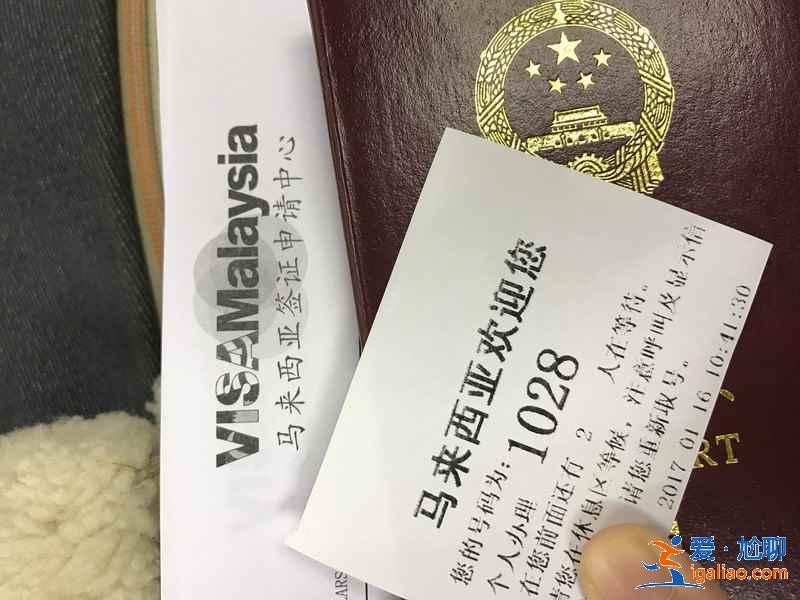 VISAMalaysia
马来西亚签证申请中心
马来西亚欢迎您
您的号码为:
个人办理 1028
在您前面还有 2 人在等待。
请您在休息区等候，注意呼叫及显示信
请您重新取号。
2017 01 16 10:41:30
爱·尴聊
igaliao.com